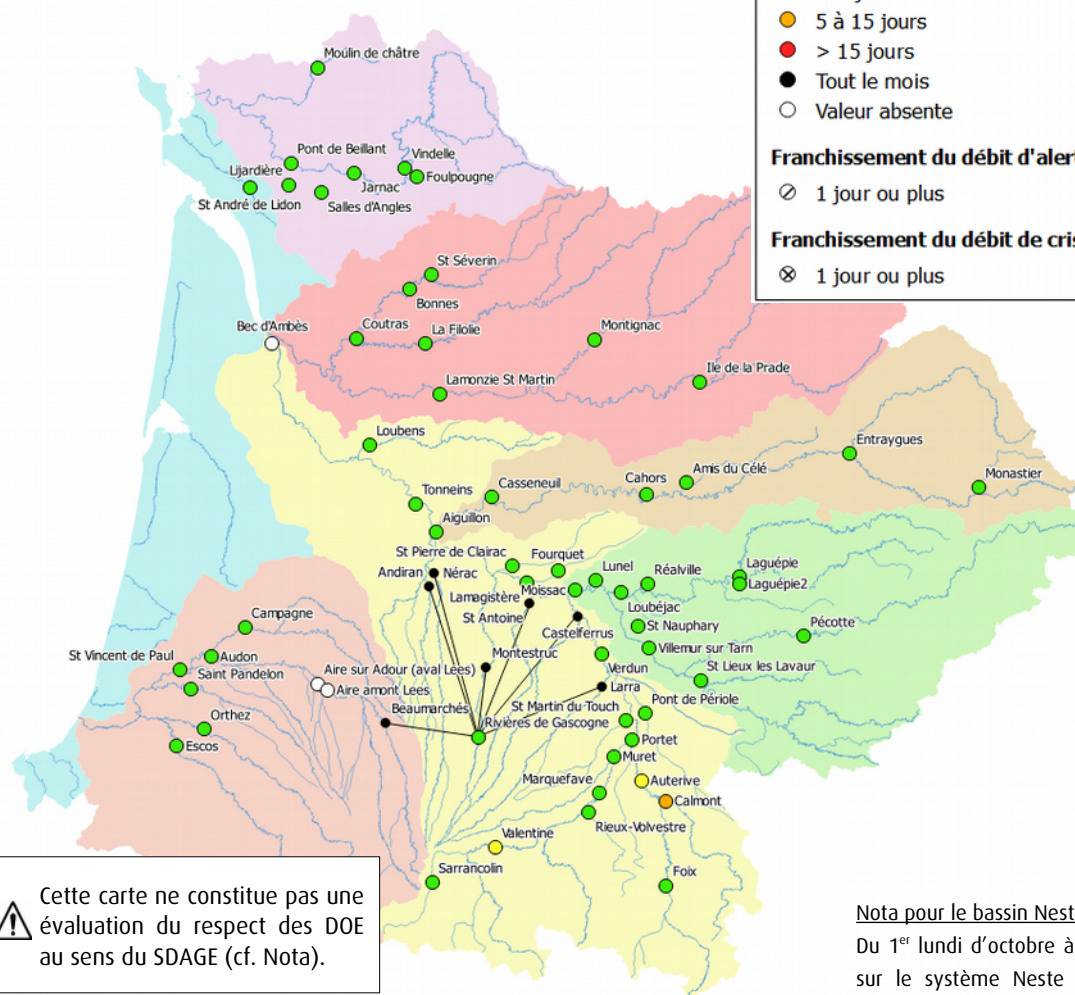 5 à 15 jours
> 15 jours
Tout le mois
Valeur absente
Franchissement du débit
1 jour ou plus
Franchissement du débit de
1 jour ou plus
Moulin de châtre
Pont de Beillant
Vindelle
Lijardière
Foulpougne
Jarnac
St André de Lidon
Salles d'Angles
St Séverin
Bonnes
Bec d'Ambès
Coutras
La Filolie
Montignac
Ile de la Prade
Lamonzie St Martin
Loubens
Entraygues
Amis du Célé
Cahors
Casseneuil
Monastier
Tonneins
Aiguillon
St Pierre de Clairac
Fourquet
Andiran
Nérac
Lunel
Réalville
Laguépie
Laguépie2
Lamagistère
Moissac
Loubéjac
St Antoine
St Nauphary
Campagne
Castelferrus
Pécotte
Villemur sur Tarn
St Vincent de Paul
Audon
Montestruc
Verdun
St Lieux les Lavaur
Saint Pandelon
Aire sur Adour (aval Lees)
Aire amont Lees
Larra
Beaumarchés
St Martin du Touch
Pont de Périole
Orthez
Rivières de Gascogne
Escos
Portet
Muret
Marquefave
Auterive
Calmont
Rieux-Volvestre
Valentine
Sarrancolin
Foix
Cette carte ne constitue pas une
évaluation du respect des DOE
au sens du SDAGE (cf. Nota).
Nota pour le bassin
Du 1er lundi d'octobre à
sur le système Neste